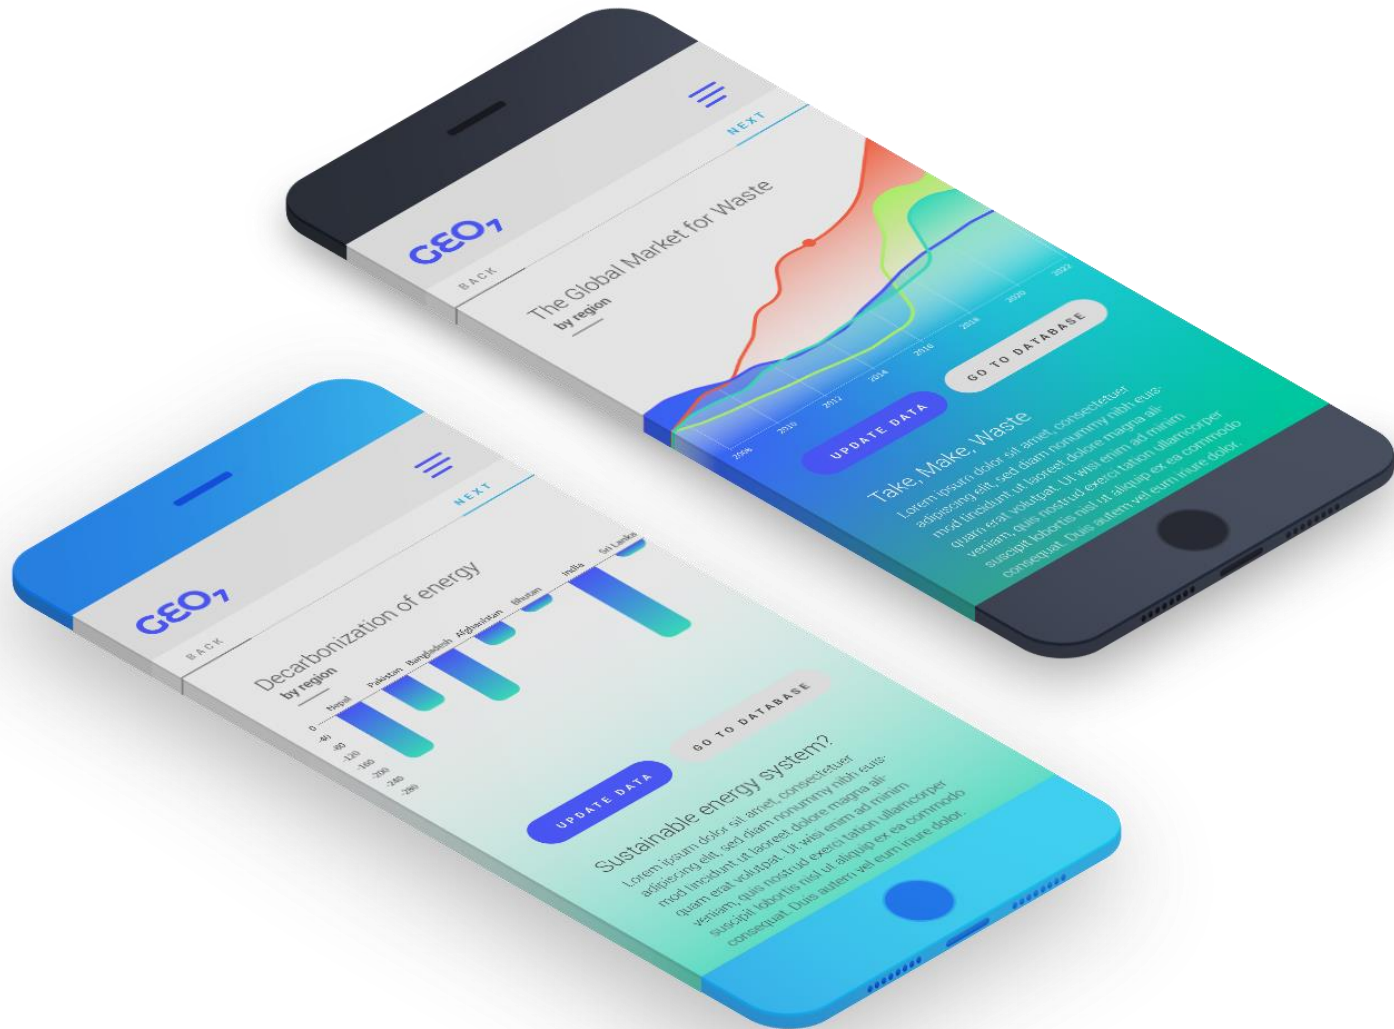 GEO7
BACK
NEXT
The Global Market for Waste
by region
2008
2010
2012
2014
2016
2018
2020
2022
UPDATE DATA
GO TO DATABASE
Take, Make, Waste
Lorem ipsum dolor sit amet, consectetuer
adipiscing elit, sed diam nonummy nibh euis-
mod tincidunt ut laoreet dolore magna ali-
quam erat volutpat. Ut wisi enim ad minim
veniam, quis nostrud exerci tation ullamcorper
suscipit lobortis nisl ut aliquip ex ea commodo
consequat. Duis autem vel eum iriure dolor.
GEO7
BACK
NEXT
Decarbonization of energy
by region
Nepal
Pakistan
Bangladesh
Afghanistan
Bhutan
India
Sri Lanka
0
-40
-80
-120
-160
-200
-240
-280
UPDATE DATA
GO TO DATABASE
Sustainable energy system?
Lorem ipsum dolor sit amet, consectetuer
adipiscing elit, sed diam nonummy nibh euis-
mod tincidunt ut laoreet dolore magna ali-
quam erat volutpat. Ut wisi enim ad minim
veniam, quis nostrud exerci tation ullamcorper
suscipit lobortis nisl ut aliquip ex ea commodo
consequat. Duis autem vel eum iriure dolor.